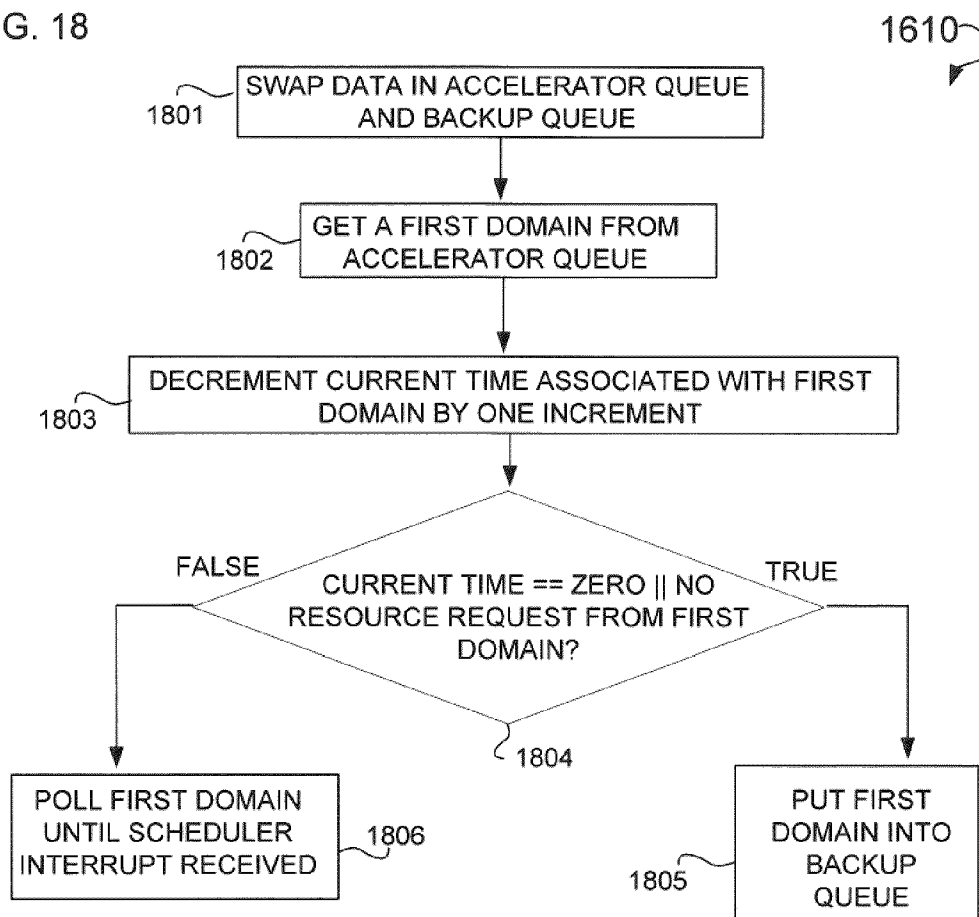 G. 18
1610
SWAP DATA IN ACCELERATOR QUEUE
AND BACKUP QUEUE
1801
GET A FIRST DOMAIN FROM
ACCELERATOR QUEUE
1802
DECREMENT CURRENT TIME ASSOCIATED WITH FIRST
DOMAIN BY ONE INCREMENT
1803
FALSE
TRUE
CURRENT TIME == ZERO || NO
RESOURCE REQUEST FROM FIRST
DOMAIN?
1804
POLL FIRST DOMAIN
UNTIL SCHEDULER
INTERRUPT RECEIVED
1806
PUT FIRST
DOMAIN INTO
BACKUP
QUEUE
1805